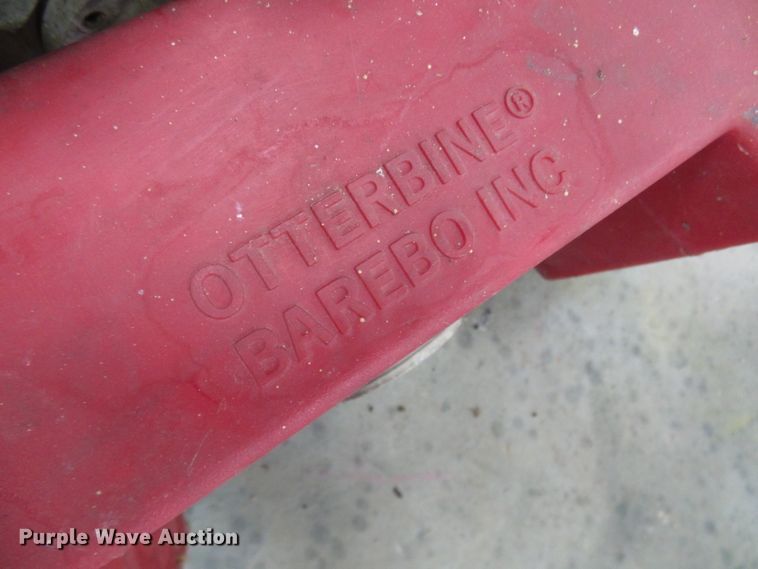 OTTERBINE®
BAREBO INC
Purple Wave Auction®